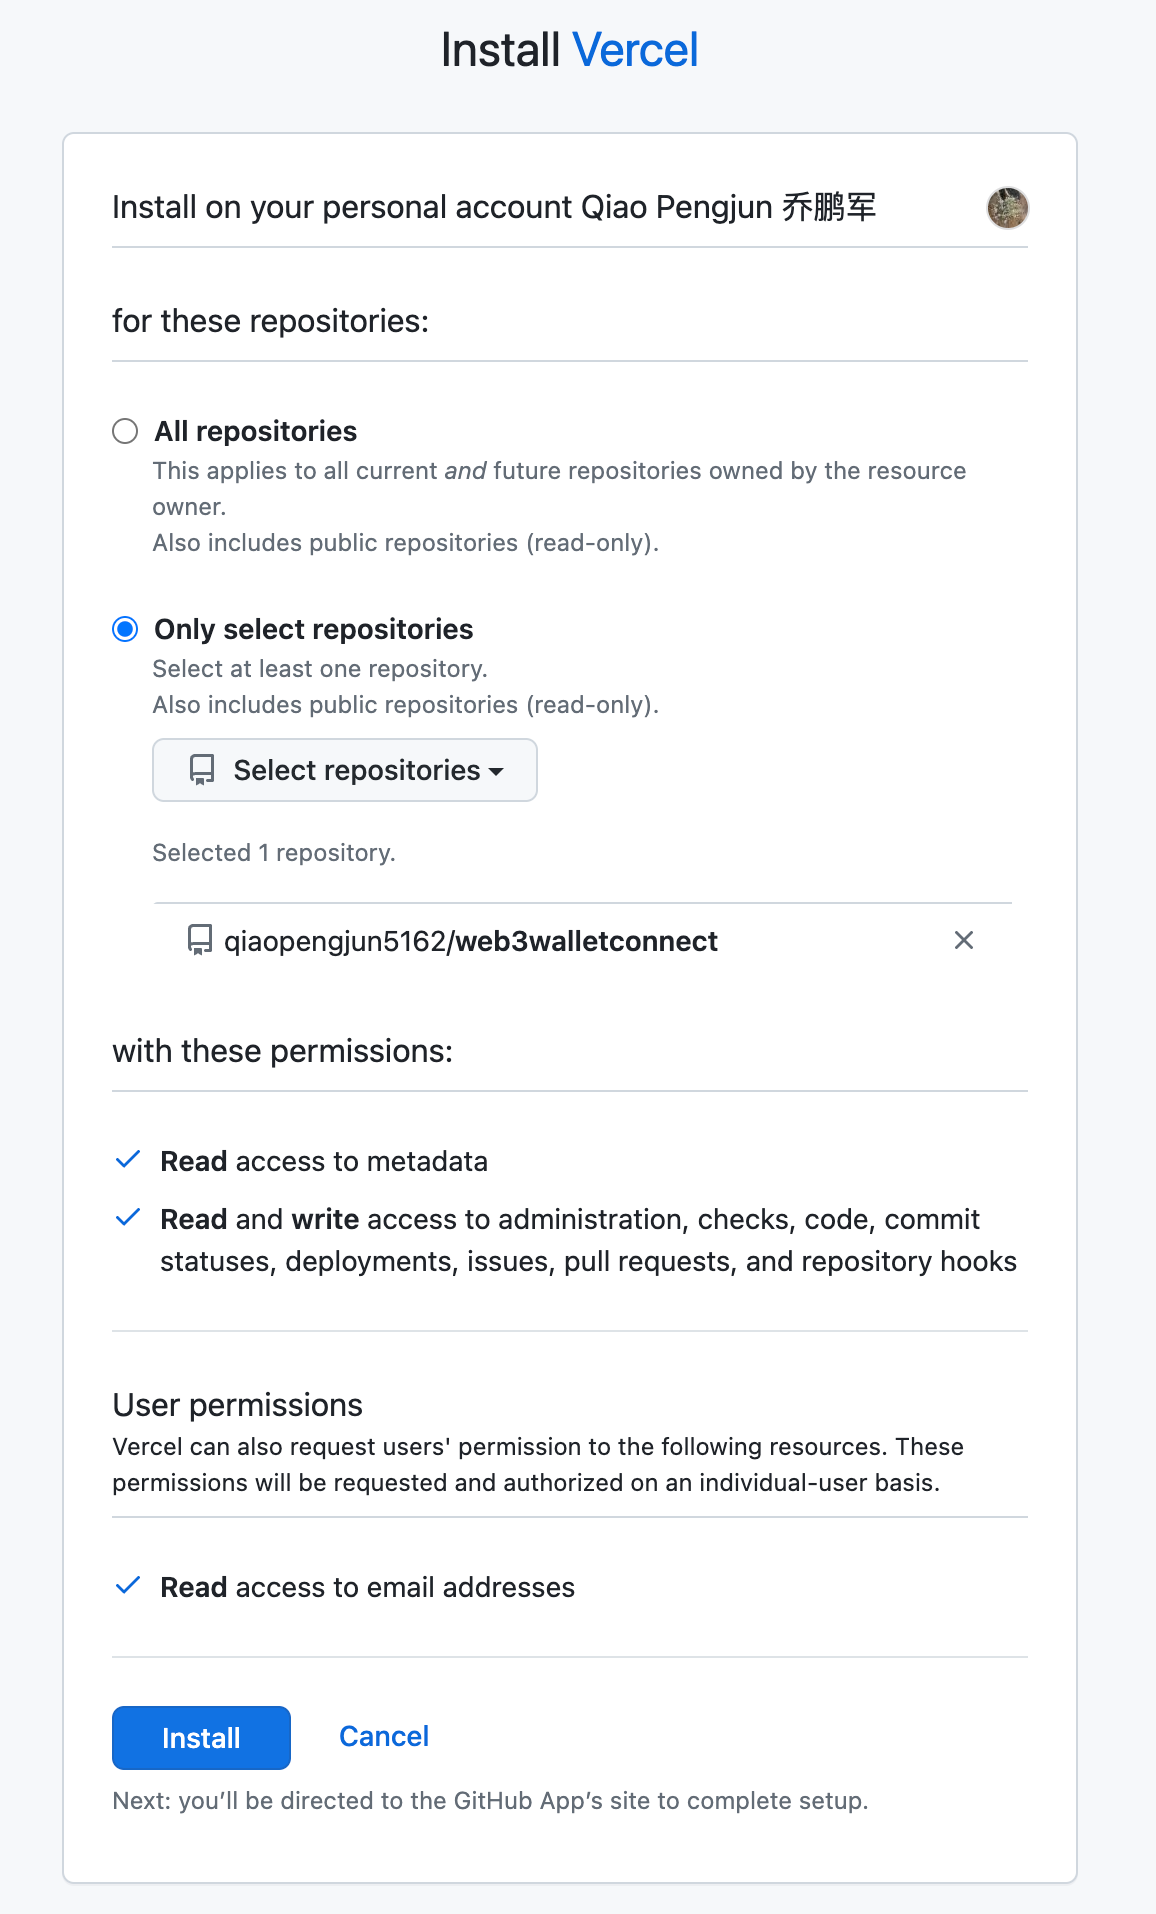 Install Vercel
Install on your personal account Qiao Pengjun 乔鹏军
for these repositories:
All repositories
This applies to all current and future repositories owned by the resource
owner.
Also includes public repositories (read-only).
Only select repositories
Select at least one repository.
Also includes public repositories (read-only).
Select repositories
Selected 1 repository.
qiaopengjun5162/web3walletconnect
with these permissions:
Read access to metadata
Read and write access to administration, checks, code, commit
statuses, deployments, issues, pull requests, and repository hooks
User permissions
Vercel can also request users' permission to the following resources. These
permissions will be requested and authorized on an individual-user basis.
Read access to email addresses
Install Cancel
Next: you’ll be directed to the GitHub App’s site to complete setup.